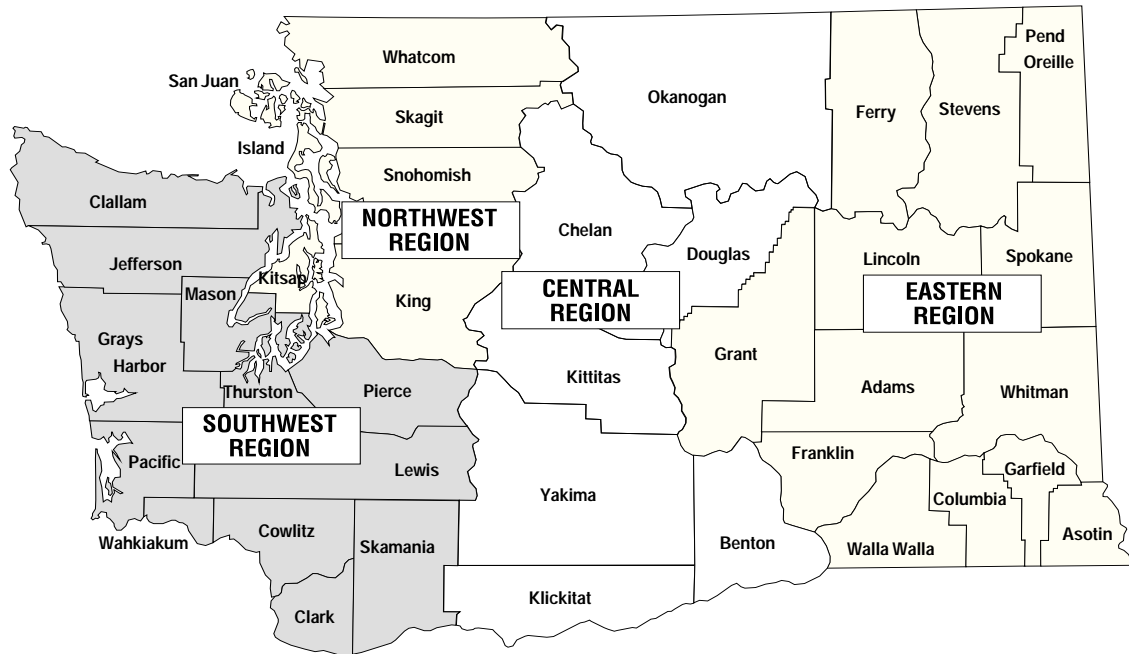 Whatcom
San Juan
Skagit
Island
Snohomish
NORTHWEST
REGION
Kitsap
King
Clallam
Jefferson
Mason
Grays
Harbor
Thurston
Pierce
SOUTHWEST
REGION
Pacific
Lewis
Wahkiakum
Cowlitz
Skamania
Clark
Okanogan
Chelan
Douglas
CENTRAL
REGION
Kittitas
Yakima
Benton
Klickitat
Pend
Oreille
Ferry
Stevens
Lincoln
Spokane
EASTERN
REGION
Grant
Adams
Whitman
Franklin
Garfield
Columbia
Walla Walla
Asotin